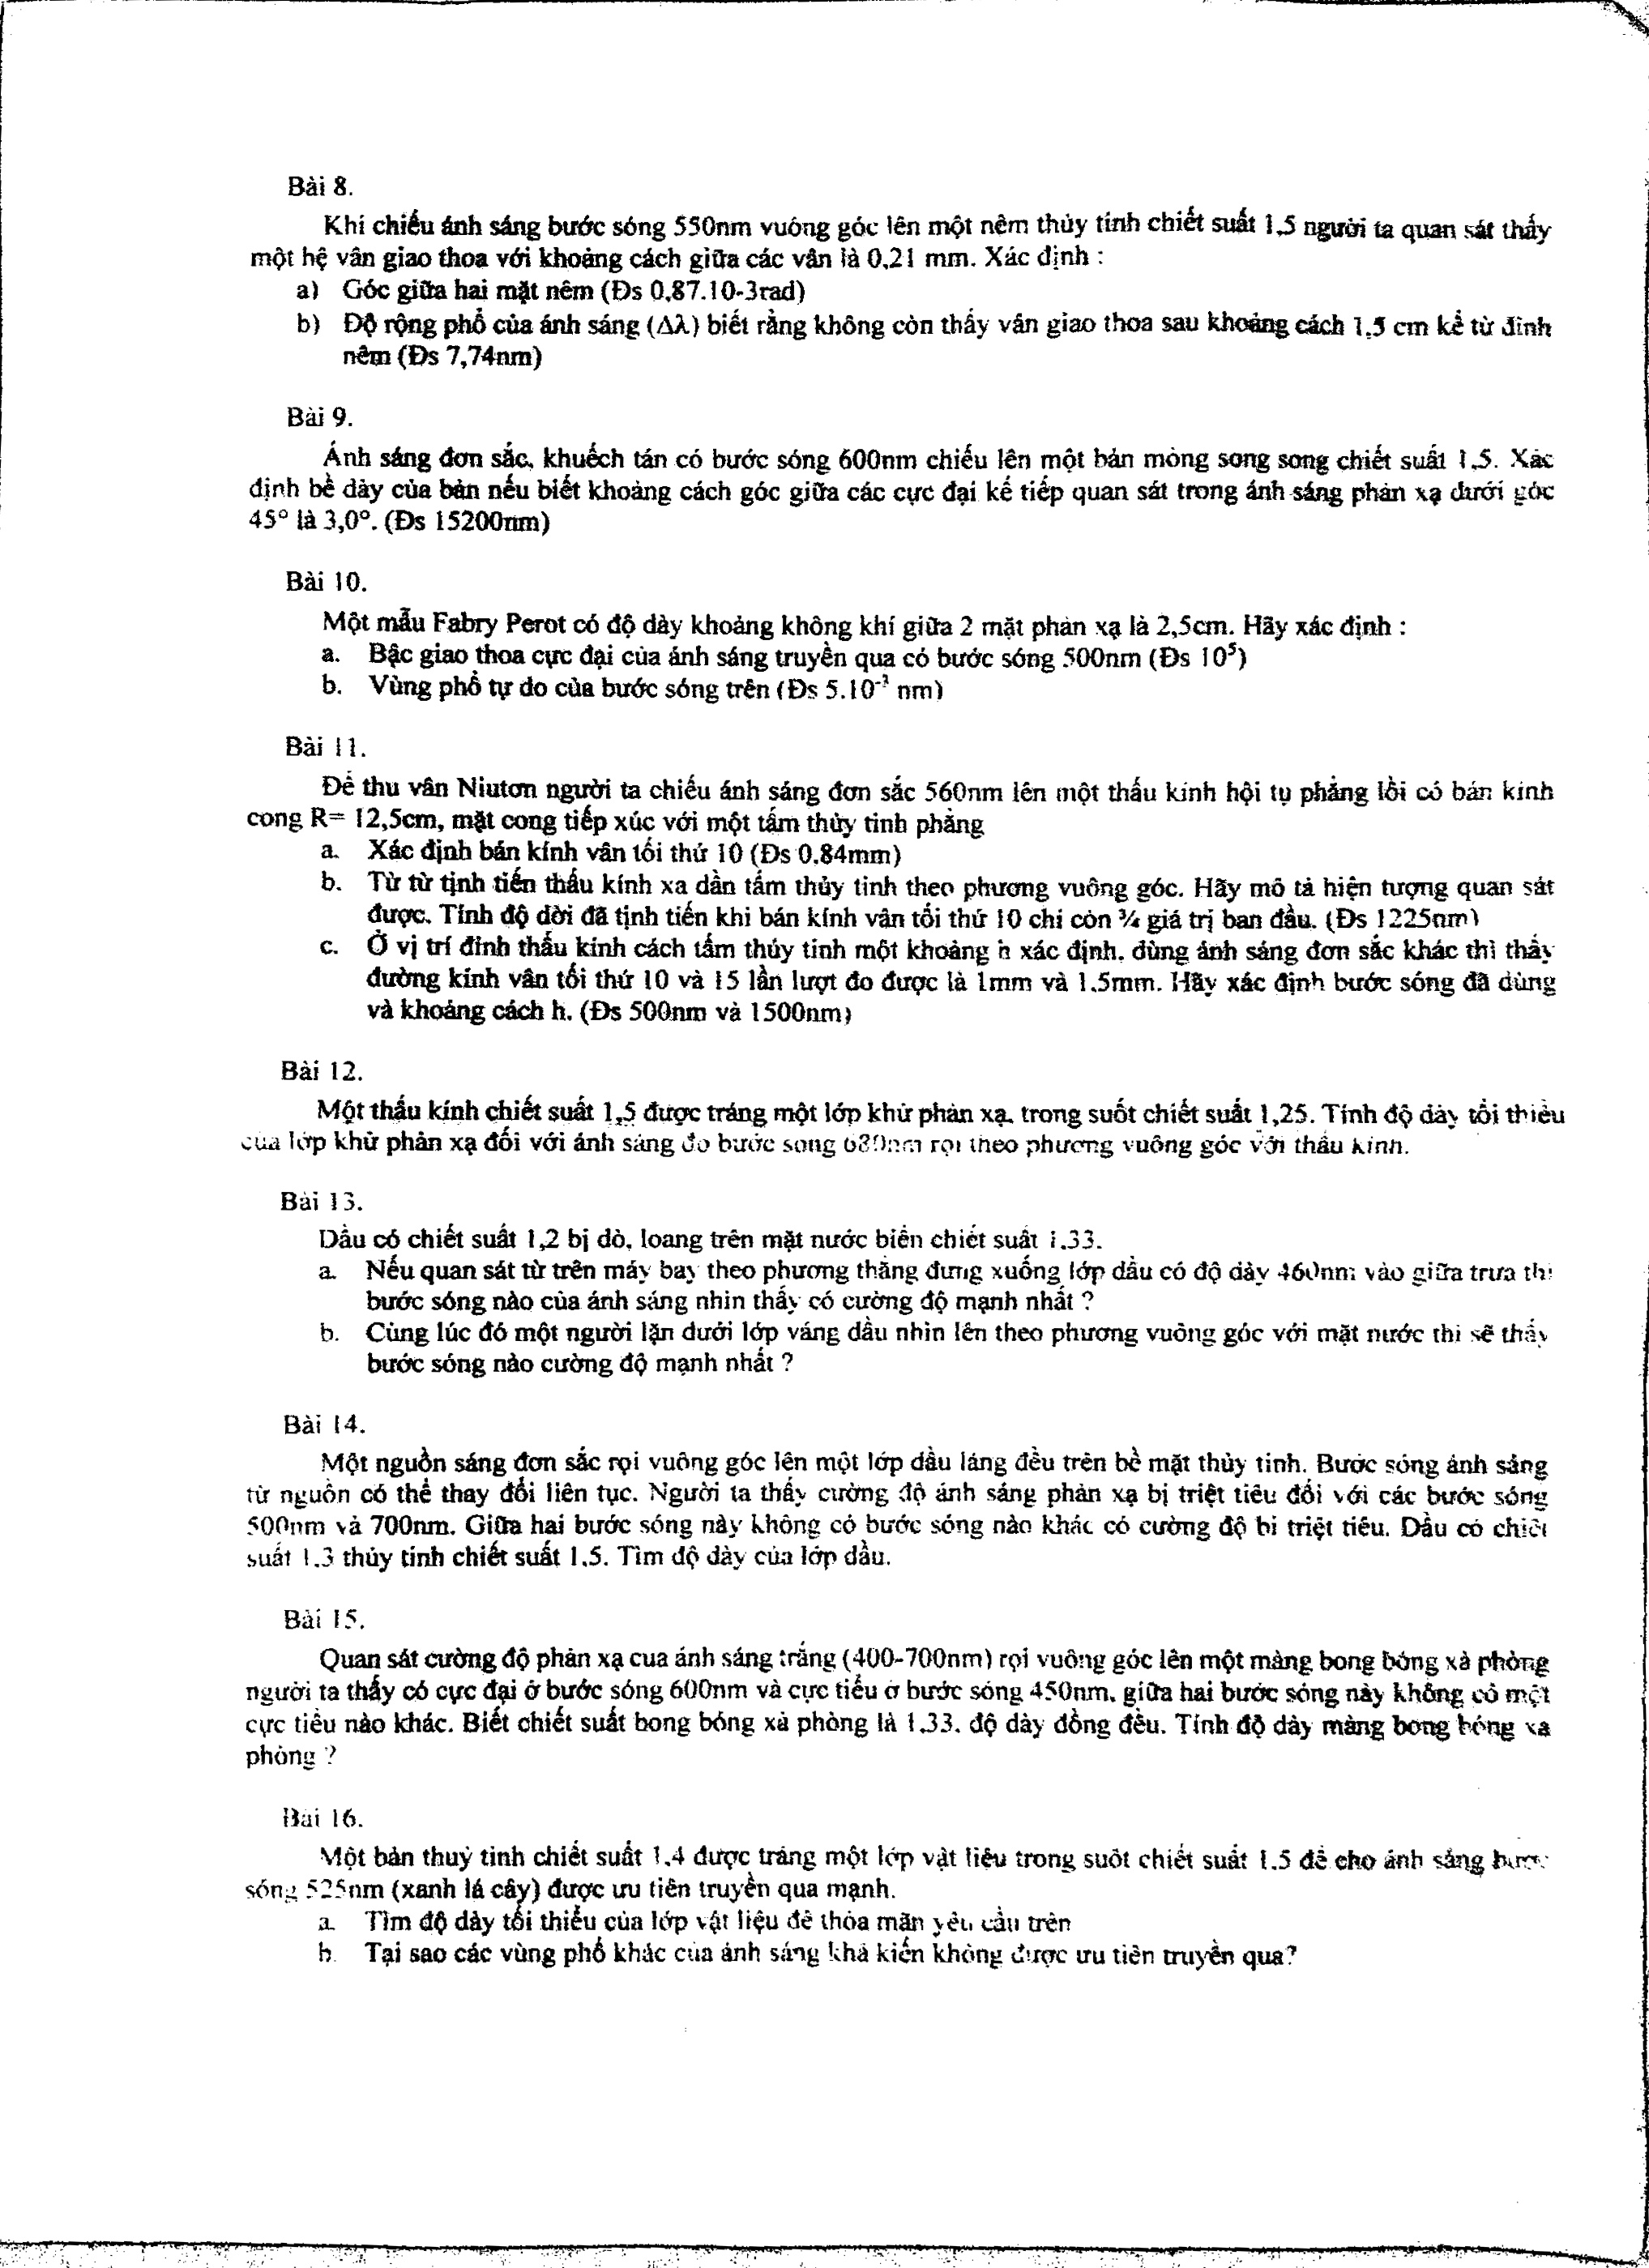 Bài 8.
Khi chiếu ánh sáng bước sóng 550nm vuông góc lên một nêm thủy tinh chiết suất 1,5 người ta quan sát thấy
một hệ vân giao thoa với khoảng cách giữa các vân là 0,21 mm. Xác định :
a) Góc giữa hai mặt nêm (Đs 0,87.10-3rad)
b) Độ rộng phổ của ánh sáng (Δλ) biết rằng không còn thấy vân giao thoa sau khoảng cách 1,5 cm kể từ đỉnh
nêm (Đs 7,74nm)
Bài 9.
Ánh sáng đơn sắc, khuếch tán có bước sóng 600nm chiếu lên một bản mỏng song song chiết suất 1,5. Xác
định bề dày của bản nếu biết khoảng cách góc giữa các cực đại kế tiếp quan sát trong ánh sáng phản xạ dưới góc
45° là 3,0°. (Đs 15200nm)
Bài 10.
Một mẫu Fabry Perot có độ dày khoảng không khí giữa 2 mặt phản xạ là 2,5cm. Hãy xác định :
a. Bậc giao thoa cực đại của ánh sáng truyền qua có bước sóng 500nm (Đs 10⁵)
b. Vùng phổ tự do của bước sóng trên (Đs 5.10⁻³ nm)
Bài 11.
Để thu vân Niutơn người ta chiếu ánh sáng đơn sắc 560nm lên một thấu kính hội tụ phẳng lồi có bán kính
cong R= 12,5cm, mặt cong tiếp xúc với một tấm thủy tinh phẳng
a. Xác định bán kính vân tối thứ 10 (Đs 0,84mm)
b. Từ từ tịnh tiến thấu kính xa dần tấm thủy tinh theo phương vuông góc. Hãy mô tả hiện tượng quan sát
được. Tính độ dời đã tịnh tiến khi bán kính vân tối thứ 10 chỉ còn ¾ giá trị ban đầu. (Đs 1225nm)
c. Ở vị trí đỉnh thấu kính cách tấm thủy tinh một khoảng h xác định, dùng ánh sáng đơn sắc khác thì thấy
đường kính vân tối thứ 10 và 15 lần lượt đo được là 1mm và 1.5mm. Hãy xác định bước sóng đã dùng
và khoảng cách h. (Đs 500nm và 1500nm)
Bài 12.
Một thấu kính chiết suất 1,5 được tráng một lớp khử phản xạ, trong suốt chiết suất 1,25. Tính độ dày tối thiểu
của lớp khử phản xạ đối với ánh sáng đỏ bước sóng 680nm rọi theo phương vuông góc với thấu kính.
Bài 13.
Dầu có chiết suất 1,2 bị dò, loang trên mặt nước biển chiết suất 1.33.
a. Nếu quan sát từ trên máy bay theo phương thẳng đứng xuống lớp dầu có độ dày 460nm vào giữa trưa thì
bước sóng nào của ánh sáng nhìn thấy có cường độ mạnh nhất ?
b. Cùng lúc đó một người lặn dưới lớp váng dầu nhìn lên theo phương vuông góc với mặt nước thì sẽ thấy
bước sóng nào cường độ mạnh nhất ?
Bài 14.
Một nguồn sáng đơn sắc rọi vuông góc lên một lớp dầu láng đều trên bề mặt thủy tinh. Bước sóng ánh sáng
từ nguồn có thể thay đổi liên tục. Người ta thấy cường độ ánh sáng phản xạ bị triệt tiêu đối với các bước sóng
500nm và 700nm. Giữa hai bước sóng này không có bước sóng nào khác có cường độ bị triệt tiêu. Dầu có chiết
suất 1.3 thủy tinh chiết suất 1.5. Tìm độ dày của lớp dầu.
Bài 15.
Quan sát cường độ phản xạ của ánh sáng trắng (400-700nm) rọi vuông góc lên một màng bong bóng xà phòng
người ta thấy có cực đại ở bước sóng 600nm và cực tiểu ở bước sóng 450nm, giữa hai bước sóng này không có một
cực tiểu nào khác. Biết chiết suất bong bóng xà phòng là 1.33, độ dày đồng đều. Tính độ dày màng bong bóng xà
phòng ?
Bài 16.
Một bản thuỷ tinh chiết suất 1.4 được tráng một lớp vật liệu trong suốt chiết suất 1.5 để cho ánh sáng bước
sóng 525nm (xanh lá cây) được ưu tiên truyền qua mạnh.
a. Tìm độ dày tối thiểu của lớp vật liệu để thỏa mãn yêu cầu trên
b. Tại sao các vùng phổ khác của ánh sáng khả kiến không được ưu tiên truyền qua?